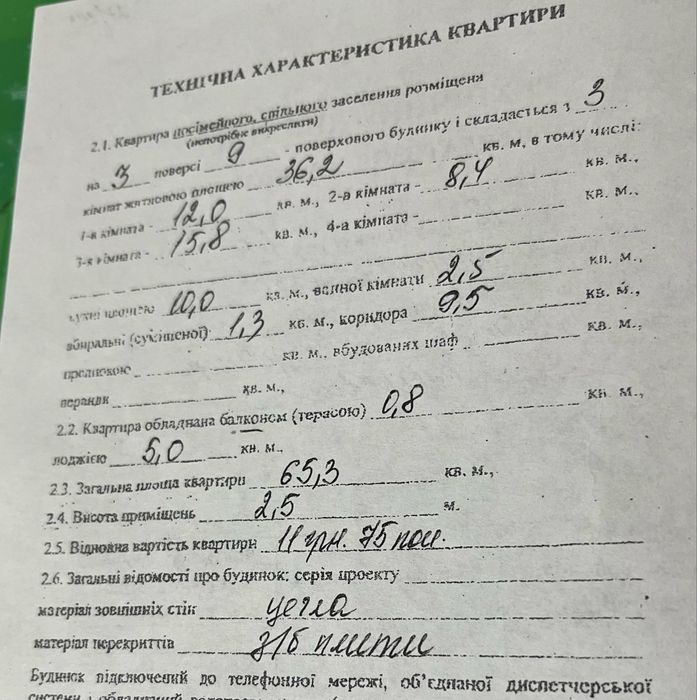 ТЕХНІЧНА ХАРАКТЕРИСТИКА КВАРТИРИ
2.1. Квартира посімейного, спільного заселення розміщена
(непотрібне викреслити)
на 3 поверсі 9 - поверхового будинку і складається з 3
кімнат житловою площею 36,2 кв. м, в тому числі:
1-а кімната - 12,0 кв. м., 2-а кімната - 8,4 кв. м.,
3-я кімната - 15,8 кв. м., 4-а кімната - кв. м.,
кухні площею 10,0 кв. м., ванної кімнати 2,5 кв. м.,
вбиральні (суміщеної) 1,3 кв. м., коридора 9,5 кв. м.,
кв. м., вбудованих шаф кв. м.,
веранди кв. м.,
2.2. Квартира обладнана балконом (терасою) 0,8 кв. м.,
лоджією 5,0 кв. м.,
2.3. Загальна площа квартири 65,3 кв. м.,
2.4. Висота приміщень 2,5 м.
2.5. Відновна вартість квартири 11 грн. 75 коп.
2.6. Загальні відомості про будинок: серія проекту
матеріал зовнішніх стін цегла
матеріал перекриттів з/б плити
Будинок підключений до телефонної мережі, об'єднаної диспетчерської